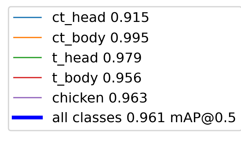 ct_head 0.915
ct_body 0.995
t_head 0.979
t_body 0.956
chicken 0.963
all classes 0.961 mAP@0.5